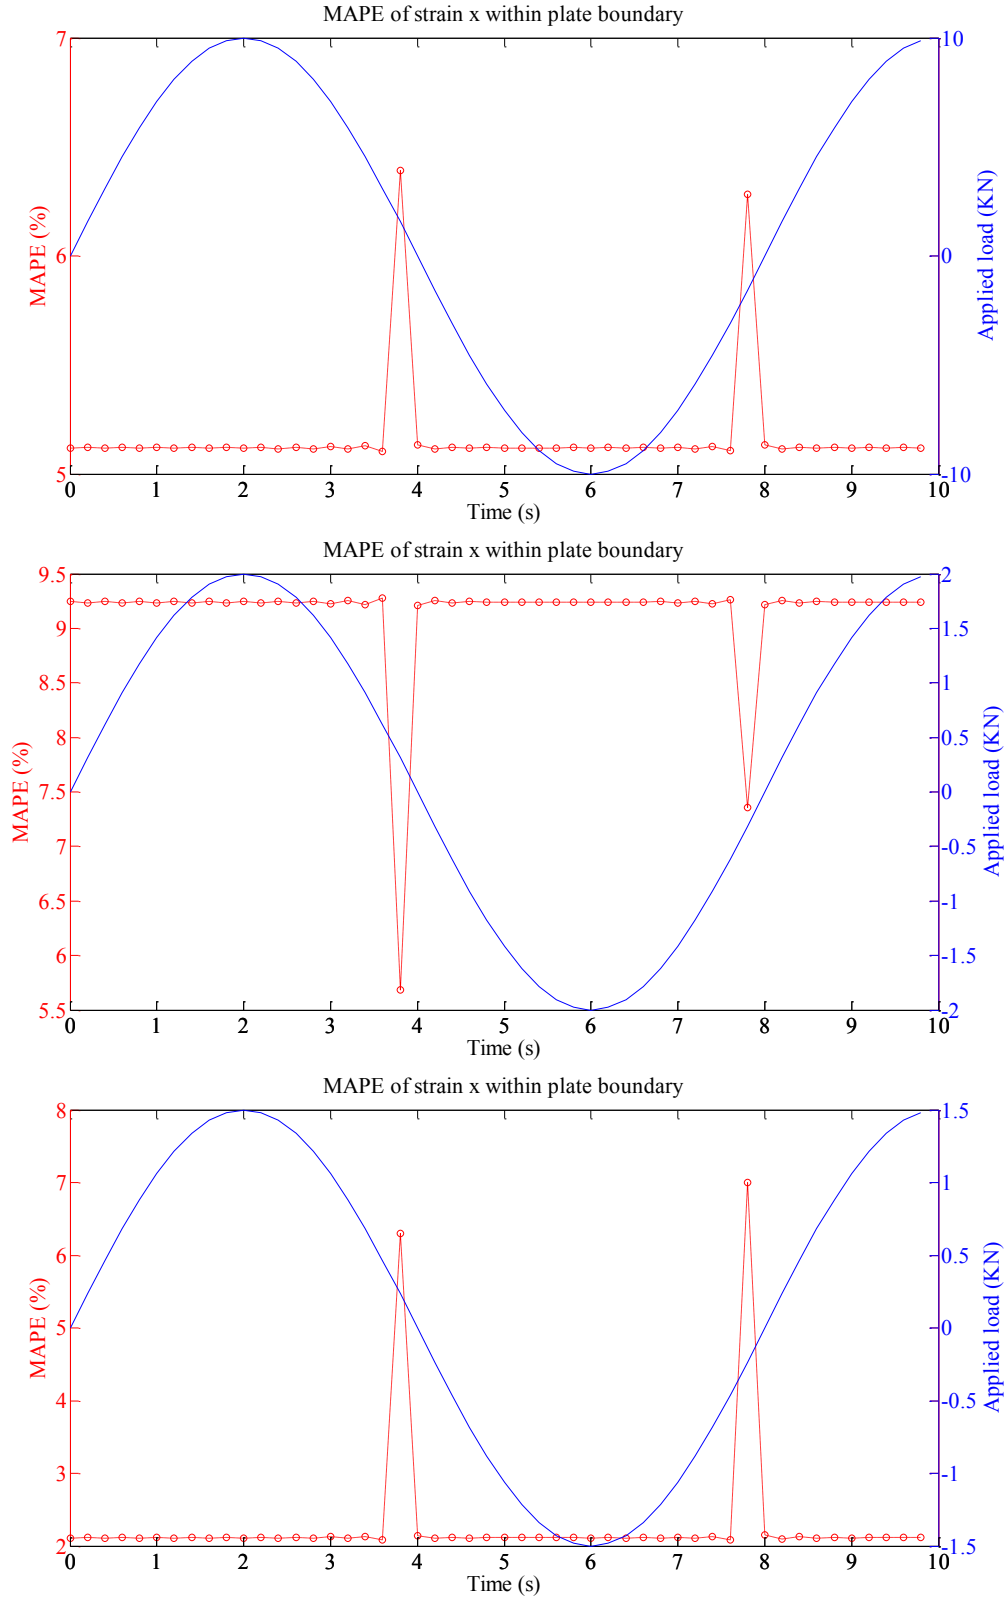 MAPE of strain x within plate boundary
7
6
5
MAPE (%)
10
0
-10
Applied load (KN)
0 1 2 3 4 5 6 7 8 9 10
Time (s)
MAPE of strain x within plate boundary
9.5
9
8.5
8
7.5
7
6.5
6
5.5
MAPE (%)
2
1.5
1
0.5
0
-0.5
-1
-1.5
-2
Applied load (KN)
0 1 2 3 4 5 6 7 8 9 10
Time (s)
MAPE of strain x within plate boundary
8
7
6
5
4
3
2
MAPE (%)
1.5
1
0.5
0
-0.5
-1
-1.5
Applied load (KN)
0 1 2 3 4 5 6 7 8 9 10
Time (s)